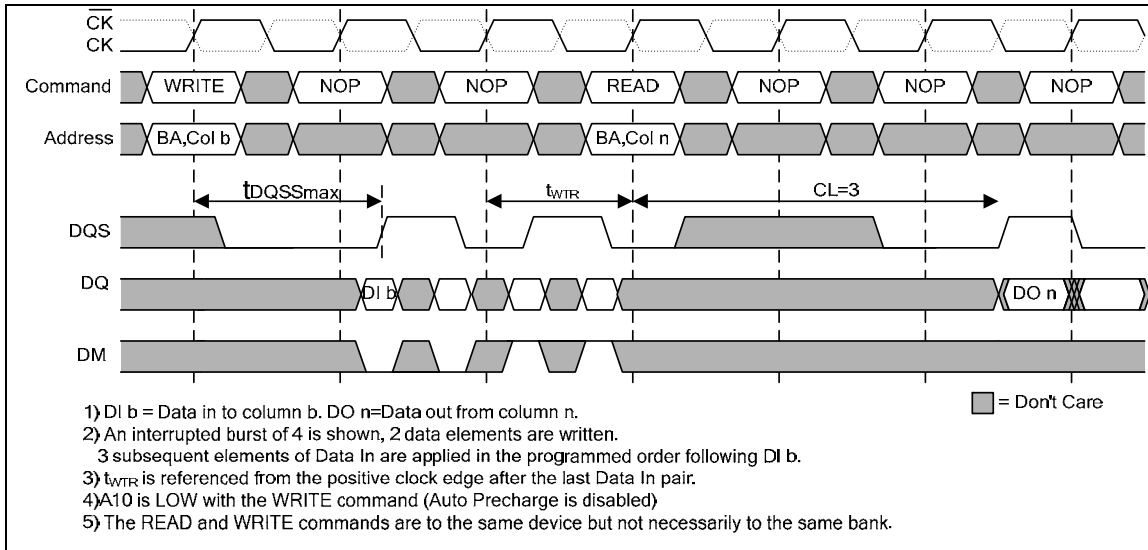 CK
CK
Command WRITE NOP NOP READ NOP NOP NOP
Address BA,Col b BA,Col n
tDQSSmax tWTR CL=3
DQS
DQ DI b DO n
DM
= Don't Care
1) DI b = Data in to column b. DO n=Data out from column n.
2) An interrupted burst of 4 is shown, 2 data elements are written.
3 subsequent elements of Data In are applied in the programmed order following DI b.
3) tWTR is referenced from the positive clock edge after the last Data In pair.
4)A10 is LOW with the WRITE command (Auto Precharge is disabled)
5) The READ and WRITE commands are to the same device but not necessarily to the same bank.